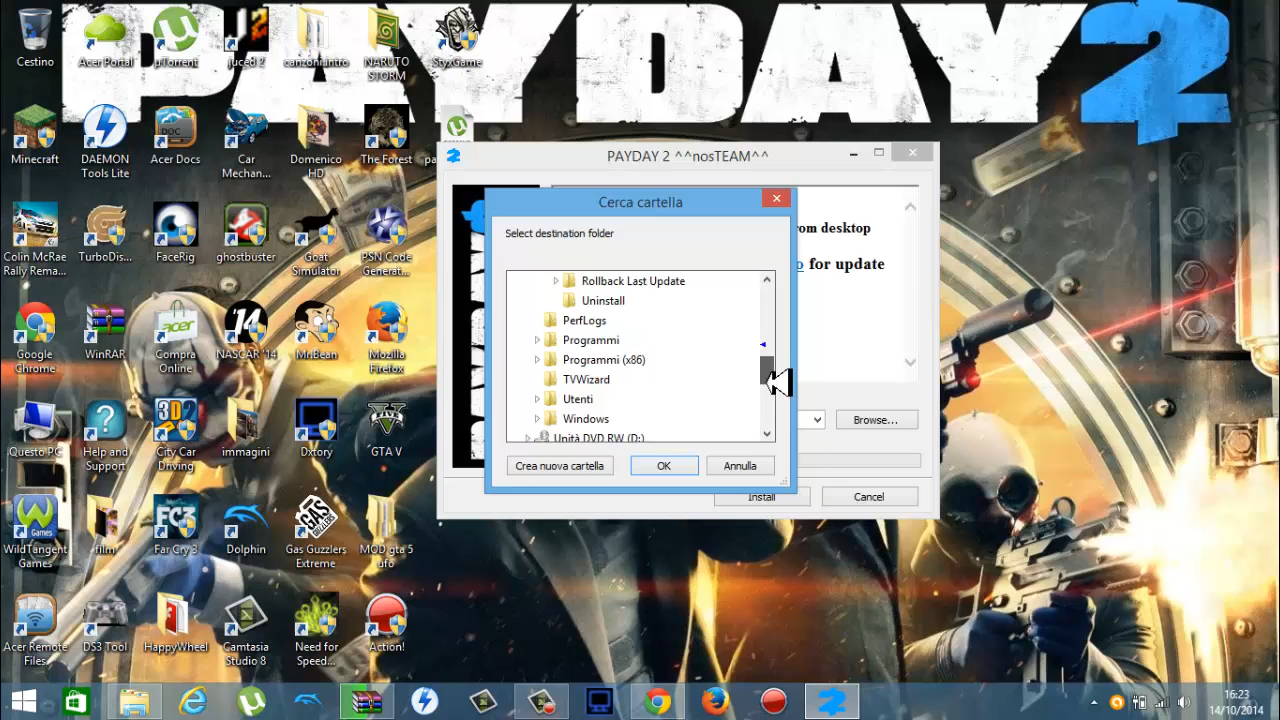 PAYDAY 2
Cestino
Acer Portal
µTorrent
juced 2
canzoni.intro
NARUTO
STORM
StyxGame
Minecraft
DAEMON
Tools Lite
Acer Docs
Car
Mechan...
Domenico
HD
The Forest
Colin McRae
Rally Rema...
TurboDis...
FaceRig
ghostbuster
Goat
Simulator
PSN Code
Generat...
Google
Chrome
WinRAR
Compra
Online
NASCAR '14
MrBean
Mozilla
Firefox
Questo PC
Help and
Support
City Car
Driving
immagini
Dxtory
GTA V
WildTangent
Games
film
Far Cry 3
Dolphin
Gas Guzzlers
Extreme
MOD gta 5
ufo
Acer Remote
Files
DS3 Tool
HappyWheel
Camtasia
Studio 8
Need for
Speed...
Action!
PAYDAY 2 ^^nosTEAM^^
from desktop
for update
Browse...
Install
Cancel
Cerca cartella
Select destination folder
Rollback Last Update
Uninstall
PerfLogs
Programmi
Programmi (x86)
TVWizard
Utenti
Windows
Unità DVD RW (D:)
Crea nuova cartella
OK
Annulla
16:23
14/10/2014